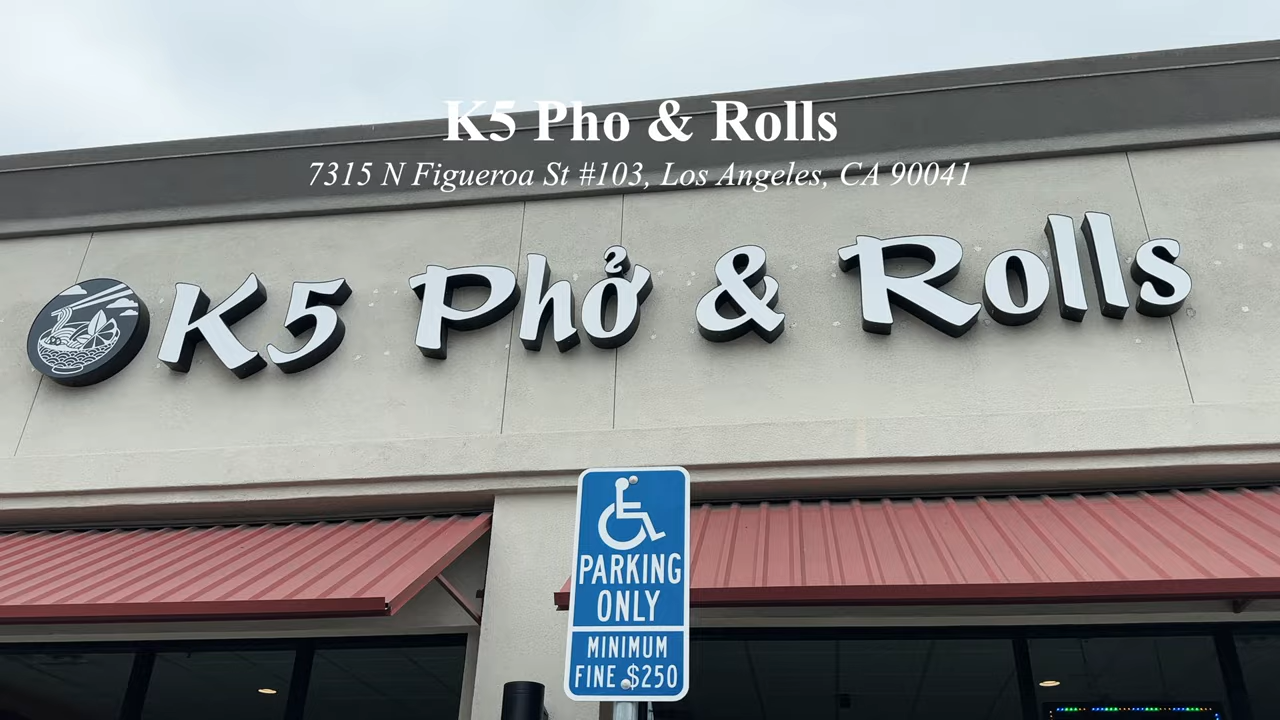 K5 Pho & Rolls
7315 N Figueroa St #103, Los Angeles, CA 90041
K5 Phở & Rolls
PARKING
ONLY
MINIMUM
FINE $250